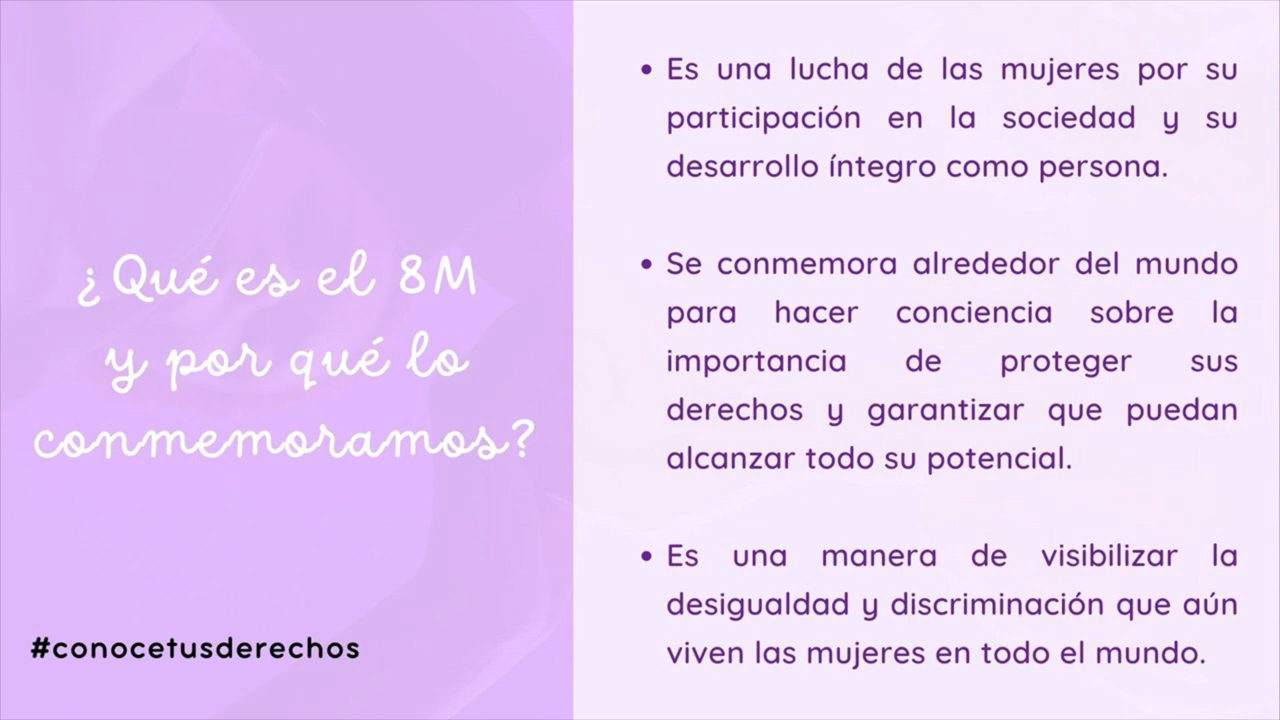 ¿Qué es el 8M
y por qué lo
conmemoramos?
#conocetusderechos
• Es una lucha de las mujeres por su
participación en la sociedad y su
desarrollo íntegro como persona.
• Se conmemora alrededor del mundo
para hacer conciencia sobre la
importancia de proteger sus
derechos y garantizar que puedan
alcanzar todo su potencial.
• Es una manera de visibilizar la
desigualdad y discriminación que aún
viven las mujeres en todo el mundo.